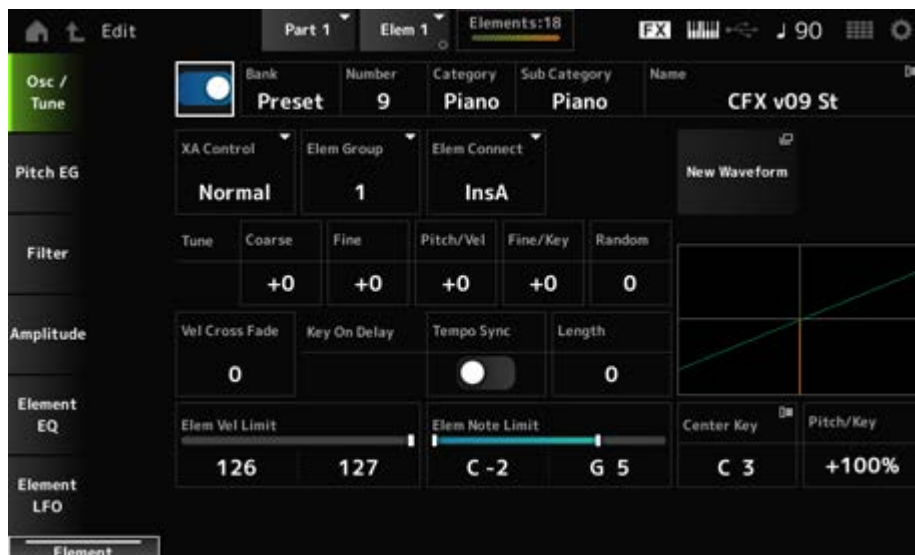 Edit
Part 1
Elem 1
Elements:18
FX
90
Osc / Tune
Bank
Preset
Number
9
Category
Piano
Sub Category
Piano
Name
CFX v09 St
Pitch EG
XA Control
Normal
Elem Group
1
Elem Connect
InsA
New Waveform
Filter
Tune
Coarse
+0
Fine
+0
Pitch/Vel
+0
Fine/Key
+0
Random
0
Amplitude
Vel Cross Fade
0
Key On Delay
Tempo Sync
Length
0
Element EQ
Elem Vel Limit
126
127
Elem Note Limit
C -2
G 5
Center Key
C 3
Pitch/Key
+100%
Element LFO
Element